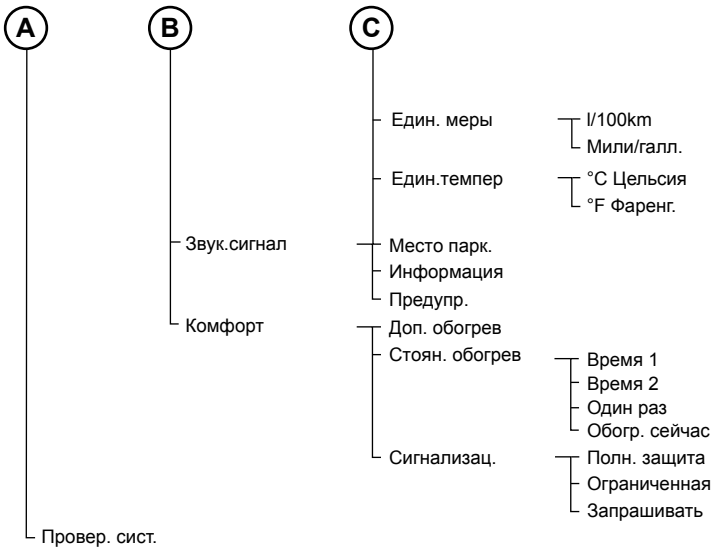 A B C
Един. меры l/100km
Мили/галл.
Един.темпер °C Цельсия
°F Фаренг.
Звук.сигнал Место парк.
Информация
Предупр.
Комфорт Доп. обогрев
Стоян. обогрев Время 1
Время 2
Один раз
Обогр. сейчас
Сигнализац. Полн. защита
Ограниченная
Запрашивать
Провер. сист.